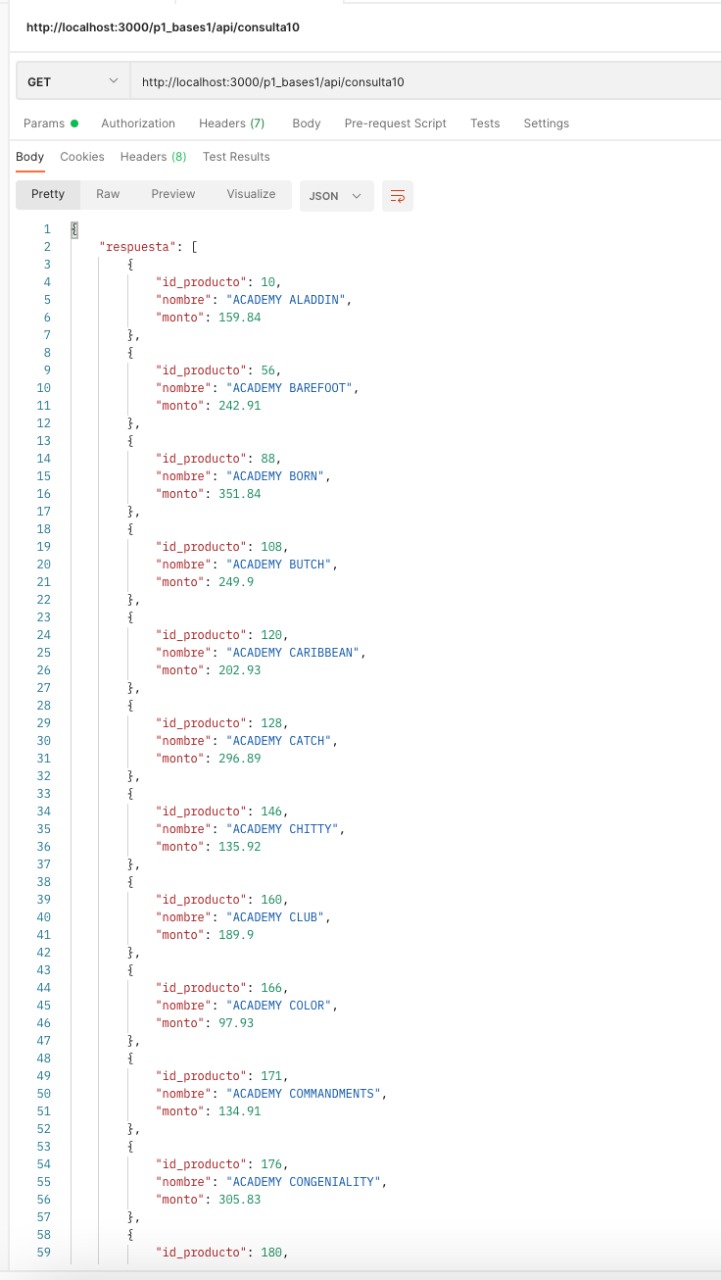 http://localhost:3000/p1_bases1/api/consulta10
GET http://localhost:3000/p1_bases1/api/consulta10
Params Authorization Headers (7) Body Pre-request Script Tests Settings
Body Cookies Headers (8) Test Results
Pretty Raw Preview Visualize JSON
1 {
2 "respuesta": [
3 {
4 "id_producto": 10,
5 "nombre": "ACADEMY ALADDIN",
6 "monto": 159.84
7 },
8 {
9 "id_producto": 56,
10 "nombre": "ACADEMY BAREFOOT",
11 "monto": 242.91
12 },
13 {
14 "id_producto": 88,
15 "nombre": "ACADEMY BORN",
16 "monto": 351.84
17 },
18 {
19 "id_producto": 108,
20 "nombre": "ACADEMY BUTCH",
21 "monto": 249.9
22 },
23 {
24 "id_producto": 120,
25 "nombre": "ACADEMY CARIBBEAN",
26 "monto": 202.93
27 },
28 {
29 "id_producto": 128,
30 "nombre": "ACADEMY CATCH",
31 "monto": 296.89
32 },
33 {
34 "id_producto": 146,
35 "nombre": "ACADEMY CHITTY",
36 "monto": 135.92
37 },
38 {
39 "id_producto": 160,
40 "nombre": "ACADEMY CLUB",
41 "monto": 189.9
42 },
43 {
44 "id_producto": 166,
45 "nombre": "ACADEMY COLOR",
46 "monto": 97.93
47 },
48 {
49 "id_producto": 171,
50 "nombre": "ACADEMY COMMANDMENTS",
51 "monto": 134.91
52 },
53 {
54 "id_producto": 176,
55 "nombre": "ACADEMY CONGENIALITY",
56 "monto": 305.83
57 },
58 {
59 "id_producto": 180,